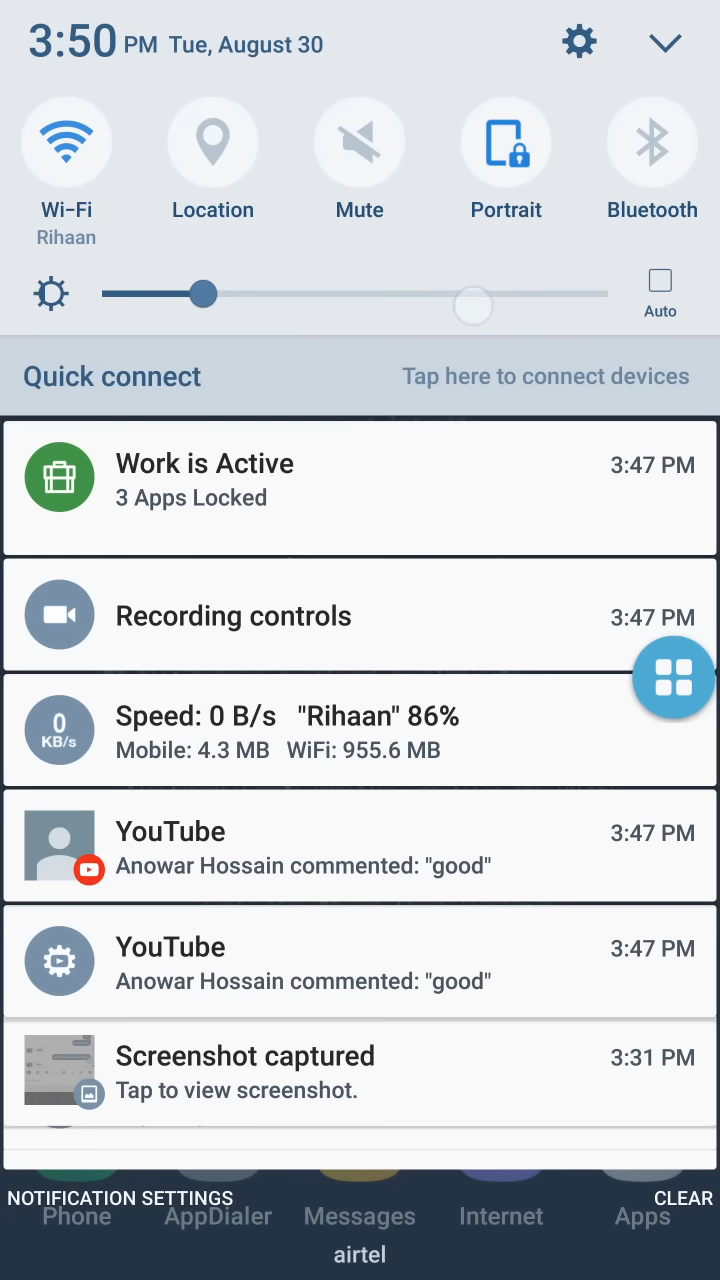 3:50 PM Tue, August 30
Wi-Fi Location Mute Portrait Bluetooth
Rihaan
Auto
Quick connect Tap here to connect devices
Work is Active 3:47 PM
3 Apps Locked
Recording controls 3:47 PM
0 KB/s
Speed: 0 B/s "Rihaan" 86%
Mobile: 4.3 MB WiFi: 955.6 MB
YouTube 3:47 PM
Anowar Hossain commented: "good"
YouTube 3:47 PM
Anowar Hossain commented: "good"
Screenshot captured 3:31 PM
Tap to view screenshot.
NOTIFICATION SETTINGS CLEAR
Phone AppDialer Messages Internet Apps
airtel